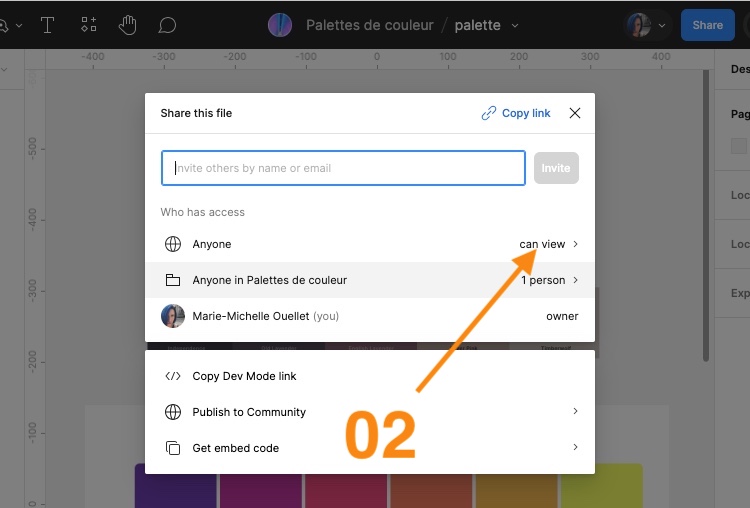 Palettes de couleur / palette
Share
-400 -300 -200 -100 0 100 200 300 400
Des
Share this file
Copy link
Pag
Invite others by name or email
Invite
-500
Who has access
Loc
Anyone
can view
-400
Loc
Anyone in Palettes de couleur
1 person
-300
Exp
Marie-Michelle Ouellet (you)
owner
-200
Copy Dev Mode link
Publish to Community
02
-100
Get embed code
0